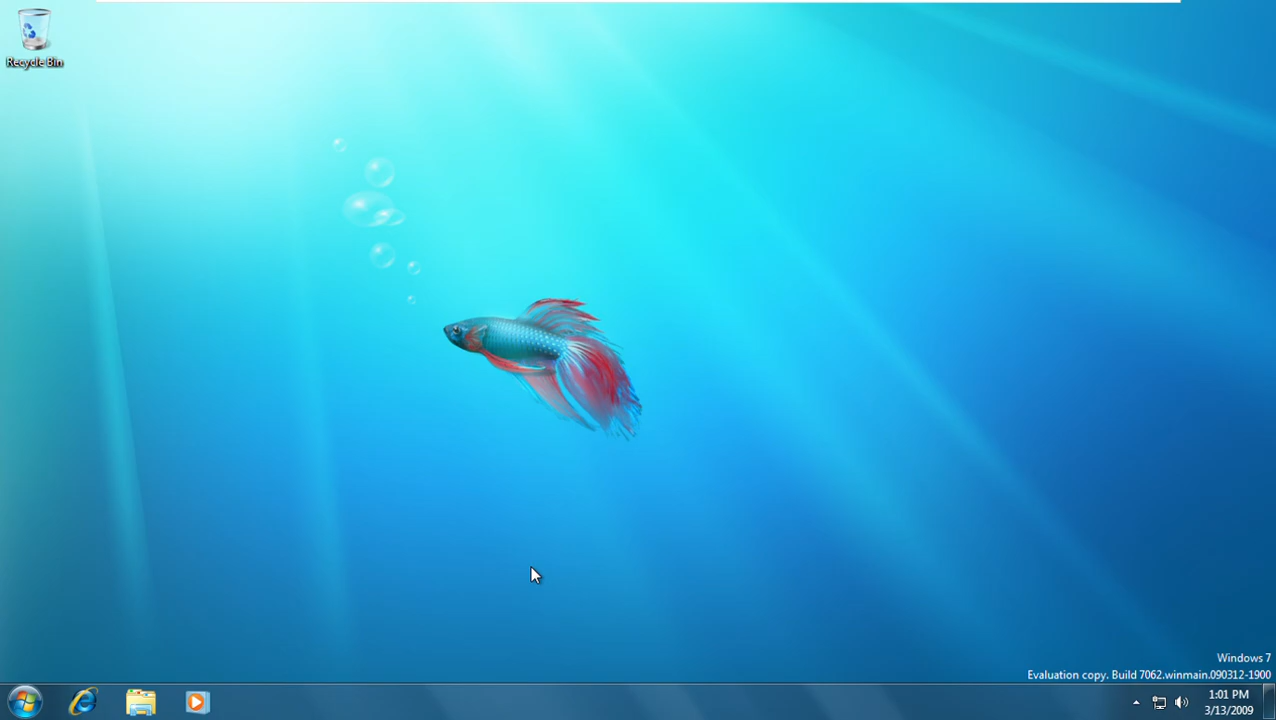 Recycle Bin
Windows 7
Evaluation copy. Build 7062.winmain.090312-1900
1:01 PM
3/13/2009